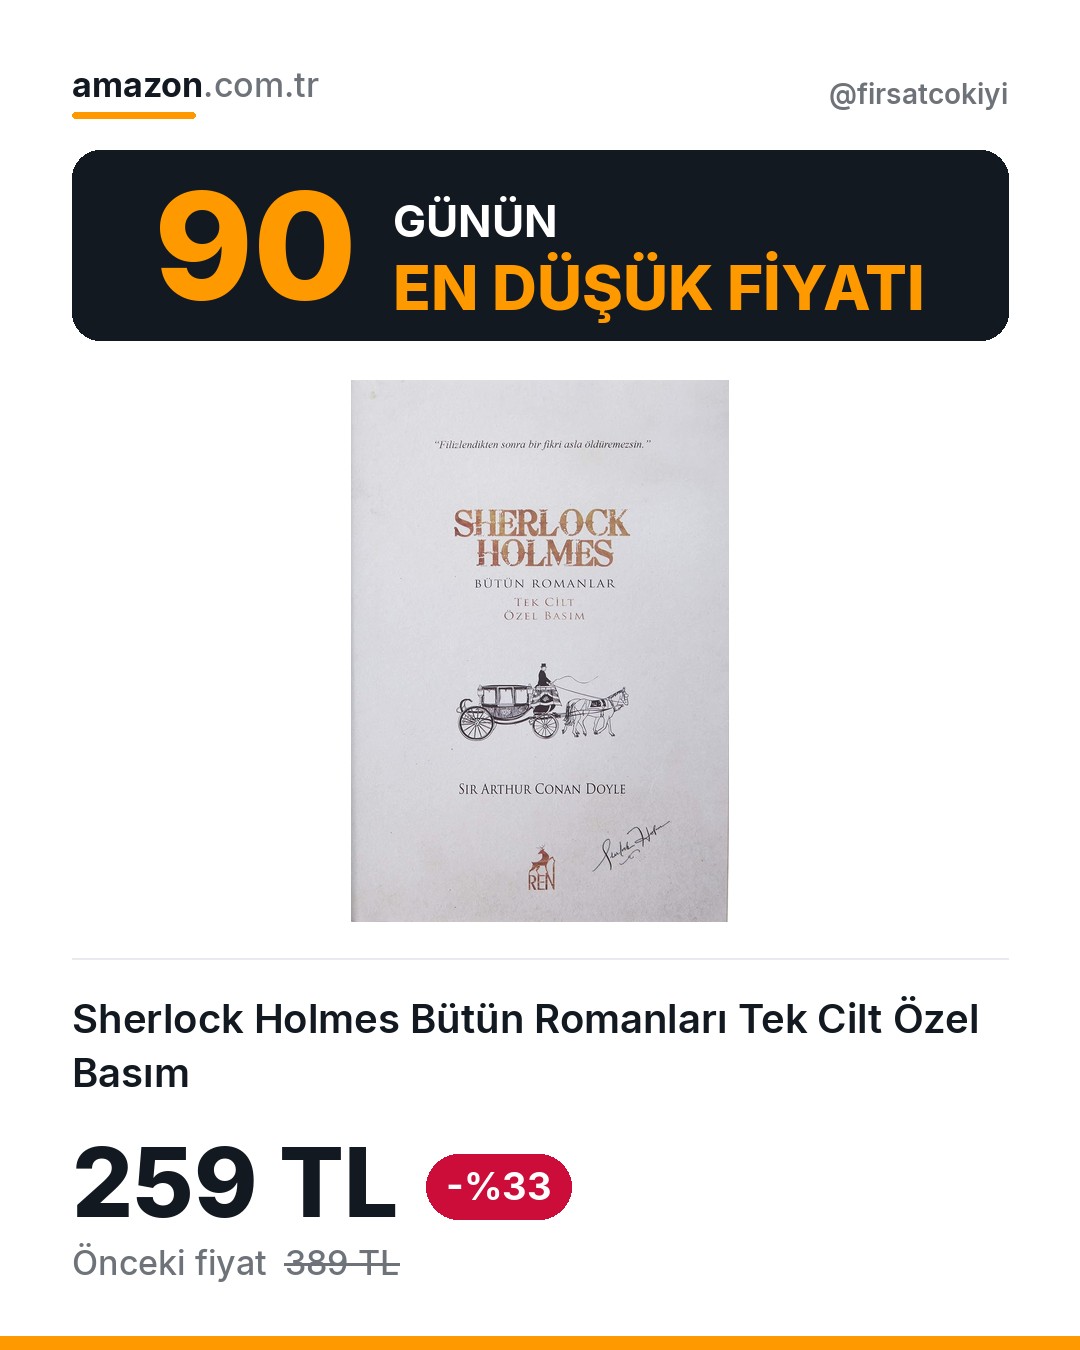 amazon.com.tr
@firsatcokiyi
90
GÜNÜN
EN DÜŞÜK FİYATI
"Filizlendikten sonra bir fikri asla öldüremezsin."
SHERLOCK
HOLMES
BÜTÜN ROMANLAR
TEK CİLT
ÖZEL BASIM
SIR ARTHUR CONAN DOYLE
REN
Sherlock Holmes Bütün Romanları Tek Cilt Özel
Basım
259 TL
-%33
Önceki fiyat 389 TL